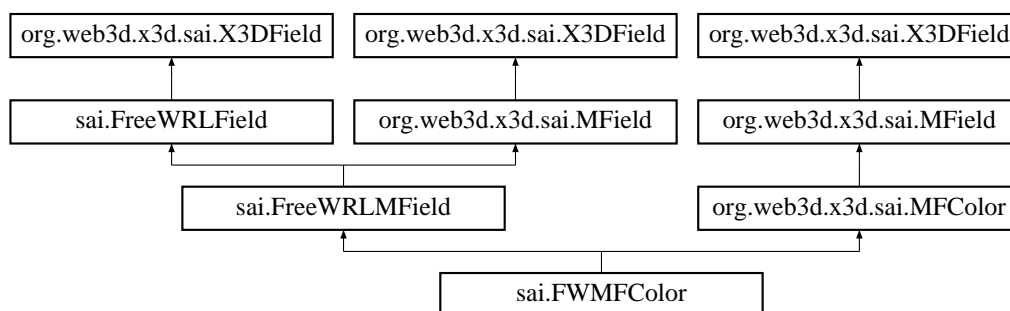 org.web3d.x3d.sai.X3DField org.web3d.x3d.sai.X3DField org.web3d.x3d.sai.X3DField
sai.FreeWRLField org.web3d.x3d.sai.MField org.web3d.x3d.sai.MField
sai.FreeWRLMField org.web3d.x3d.sai.MFColor
sai.FWMFColor